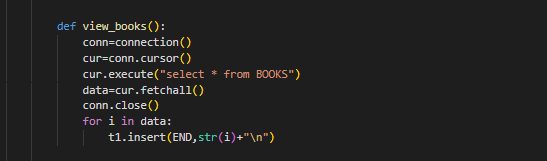 def view_books():
    conn=connection()
    cur=conn.cursor()
    cur.execute("select * from BOOKS")
    data=cur.fetchall()
    conn.close()
    for i in data:
        t1.insert(END,str(i)+"\n")